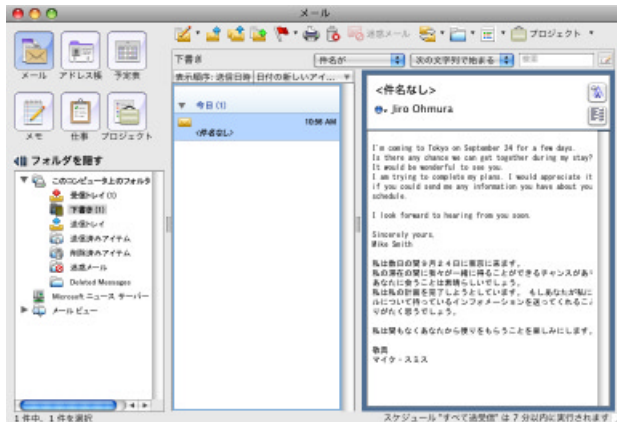 メール
迷惑メール
プロジェクト
メール アドレス帳 予定表
メモ 仕事 プロジェクト
フォルダを隠す
このコンピュータ上のフォルダ
受信トレイ (1)
下書き (1)
送信トレイ
送信済みアイテム
削除済みアイテム
迷惑メール
Deleted Messages
Microsoft ニュース サーバー
メール ビュー
1 件中、1 件を選択
下書き
件名が
次の文字列で始まる
検索
表示順序: 送信日時
日付の新しいアイ...
今日 (1)
10:56 AM
<件名なし>
<件名なし>
Jiro Ohmura
I'm coming to Tokyo on September 24 for a few days.
Is there any chance we can get together during my stay?
It would be wonderful to see you.
I am trying to complete my plans. I would appreciate it
if you could send me any information you have about you
schedule.
I look forward to hearing from you soon.
Sincerely yours,
Mike Smith
私は数日の間9月24日に東京に来ます。
私の滞在の間に我々が一緒に得ることができるチャンスがあ
あなたに会うことは素晴らしいでしょう。
私は私の計画を完了しようとしています。 もしあなたが私に
ルについて持っているインフォメーションを送ってくれるこ
りがたく思うでしょう。
私は間もなくあなたから便りをもらうことを楽しみにします。
敬具
マイケ・スミス
スケジュール "すべて送受信" は 7 分以内に実行されます